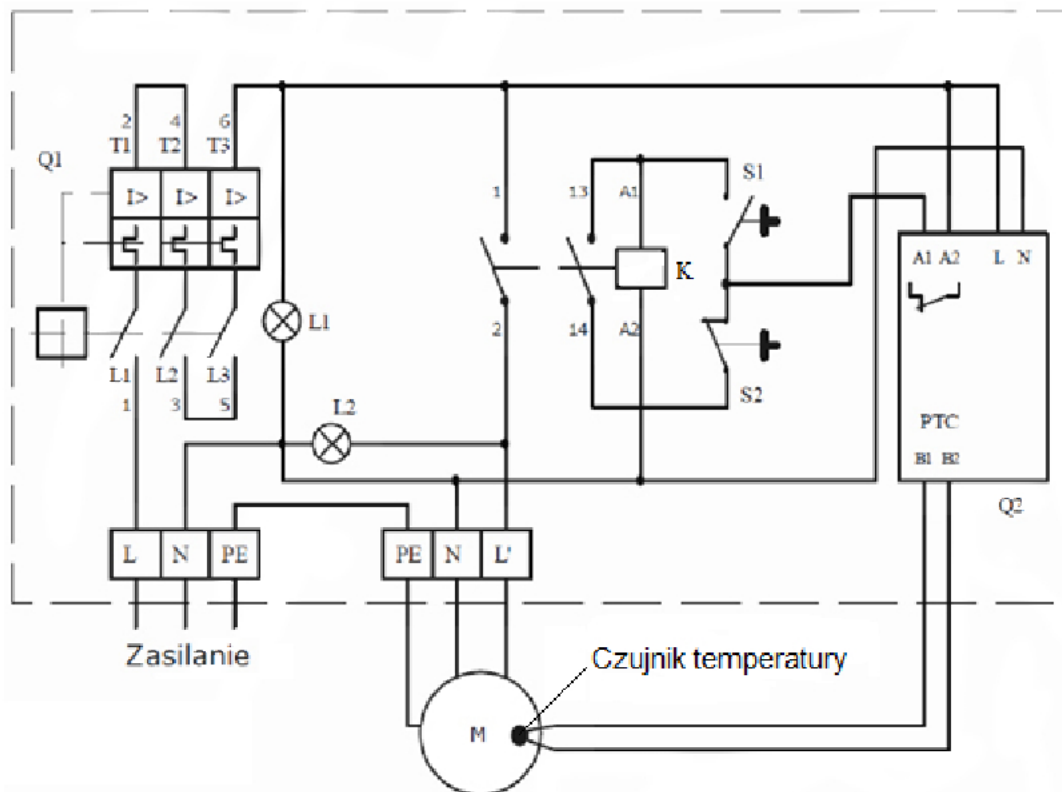 2 4 6
T1 T2 T3
Q1
I> I> I>
1 13 A1 S1
A1 A2 L N
K
L1
2 14 A2
L1 L2 L3
1 3 5
L2
S2
PTC
B1 B2
Q2
L N PE PE N L'
Zasilanie
Czujnik temperatury
M